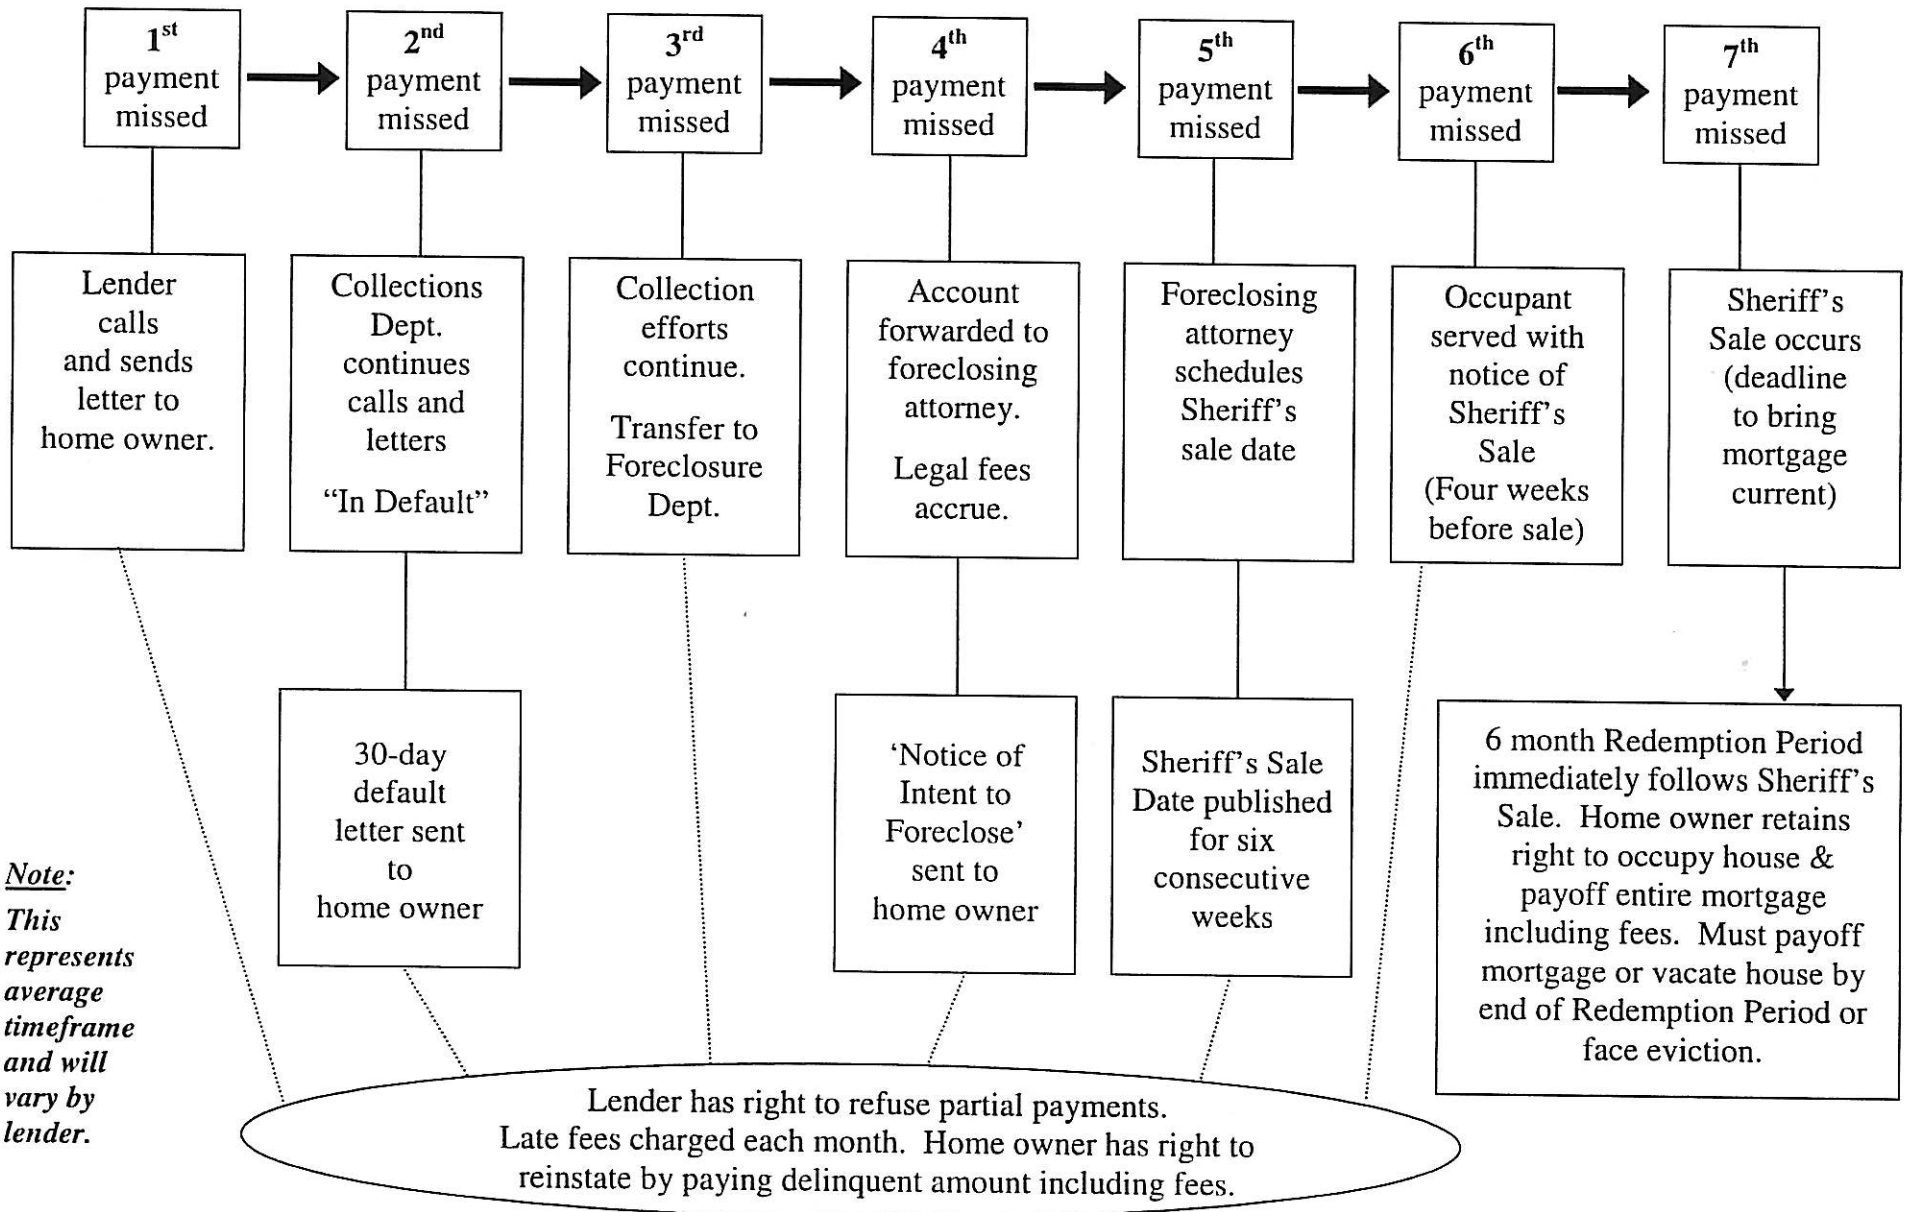 1st
payment
missed
2nd
payment
missed
3rd
payment
missed
4th
payment
missed
5th
payment
missed
6th
payment
missed
7th
payment
missed
Lender
calls
and sends
letter to
home owner.
Collections
Dept.
continues
calls and
letters
“In Default”
Collection
efforts
continue.
Transfer to
Foreclosure
Dept.
Account
forwarded to
foreclosing
attorney.
Legal fees
accrue.
Foreclosing
attorney
schedules
Sheriff's
sale date
Occupant
served with
notice of
Sheriff's
Sale
(Four weeks
before sale)
Sheriff's
Sale occurs
(deadline
to bring
mortgage
current)
30-day
default
letter sent
to
home owner
‘Notice of
Intent to
Foreclose’
sent to
home owner
Sheriff's Sale
Date published
for six
consecutive
weeks
6 month Redemption Period
immediately follows Sheriff's
Sale. Home owner retains
right to occupy house &
payoff entire mortgage
including fees. Must payoff
mortgage or vacate house by
end of Redemption Period or
face eviction.
Note:
This
represents
average
timeframe
and will
vary by
lender.
Lender has right to refuse partial payments.
Late fees charged each month. Home owner has right to
reinstate by paying delinquent amount including fees.